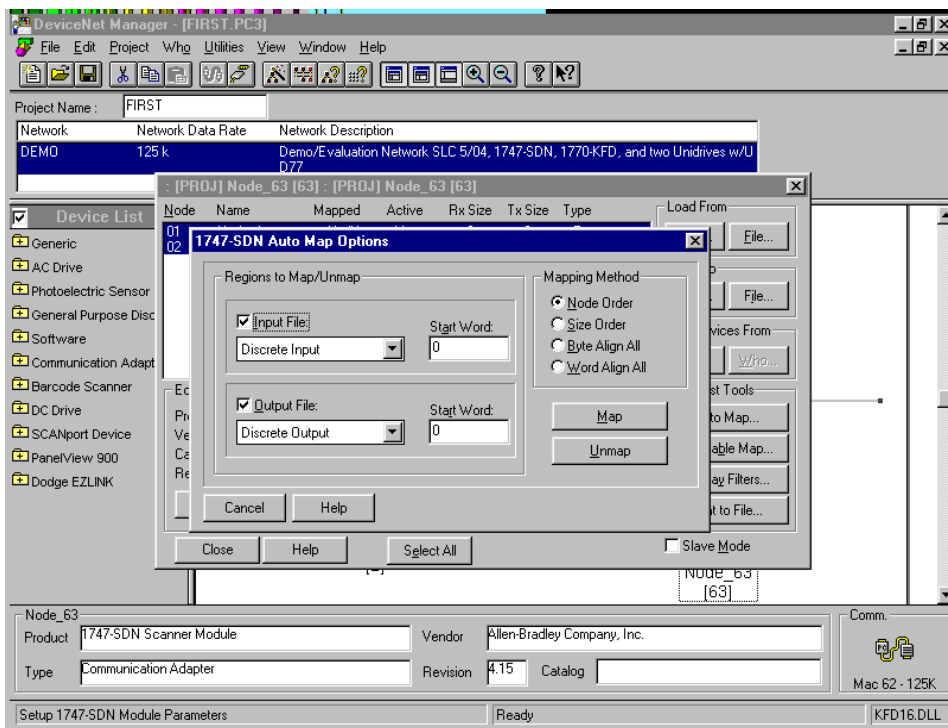 DeviceNet Manager - [FIRST.PC3]
File Edit Project Who Utilities View Window Help
Project Name : FIRST
Network Network Data Rate Network Description
DEMO 125 k Demo/Evaluation Network SLC 5/04, 1747-SDN, 1770-KFD, and two Unidrives w/U
D77
: [PROJ] Node_63 [63] : [PROJ] Node_63 [63]
Device List
Generic
AC Drive
Photoelectric Sensor
General Purpose Disc
Software
Communication Adapt
Barcode Scanner
DC Drive
SCANport Device
PanelView 900
Dodge EZLINK
Node Name Mapped Active Rx Size Tx Size Type
01
02
Load From
File...
File...
vices From
Who...
st Tools
to Map...
able Map...
ay Filters...
t to File...
Slave Mode
1747-SDN Auto Map Options
Regions to Map/Unmap
Input File:
Discrete Input
Start Word:
0
Output File:
Discrete Output
Start Word:
0
Mapping Method
Node Order
Size Order
Byte Align All
Word Align All
Map
Unmap
Cancel Help
Ec
Pr
Ve
Ca
Re
Close Help Select All
Node_63
[63]
Node_63
Product 1747-SDN Scanner Module
Vendor Allen-Bradley Company, Inc.
Type Communication Adapter
Revision 4.15 Catalog
Comm.
Mac 62 - 125K
Setup 1747-SDN Module Parameters Ready KFD16.DLL